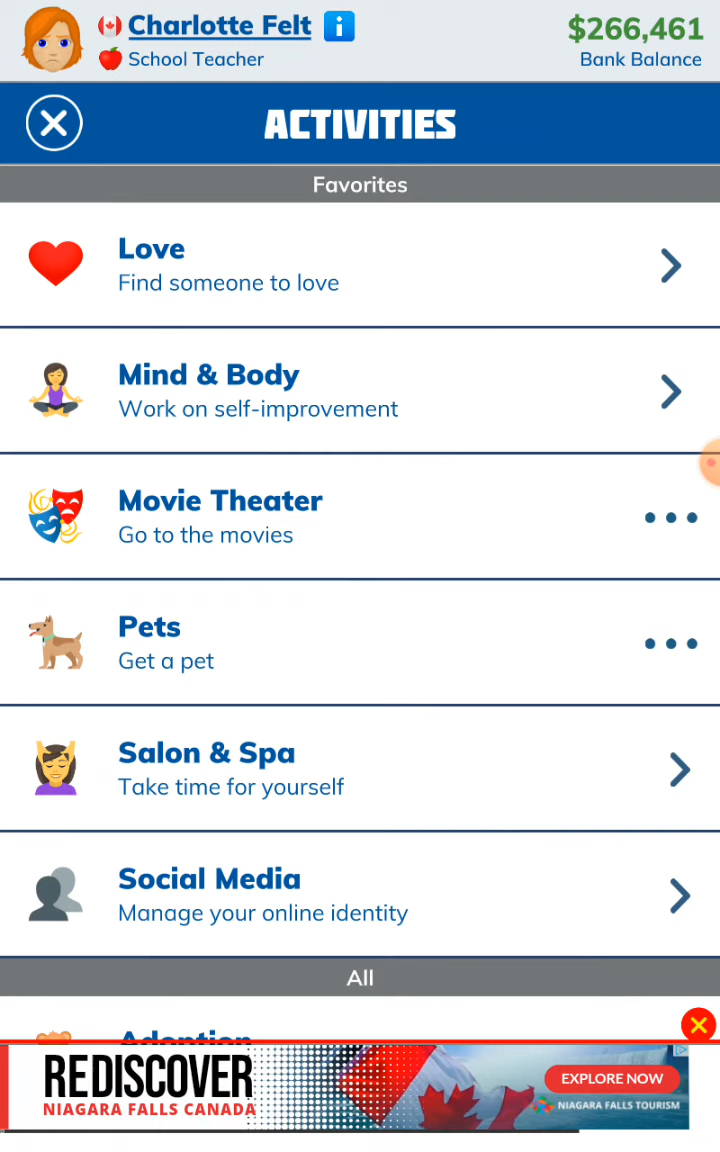 Charlotte Felt
$266,461
School Teacher
Bank Balance
ACTIVITIES
Favorites
Love
Find someone to love
Mind & Body
Work on self-improvement
Movie Theater
Go to the movies
Pets
Get a pet
Salon & Spa
Take time for yourself
Social Media
Manage your online identity
All
Adoption
REDISCOVER
NIAGARA FALLS CANADA
EXPLORE NOW
NIAGARA FALLS TOURISM